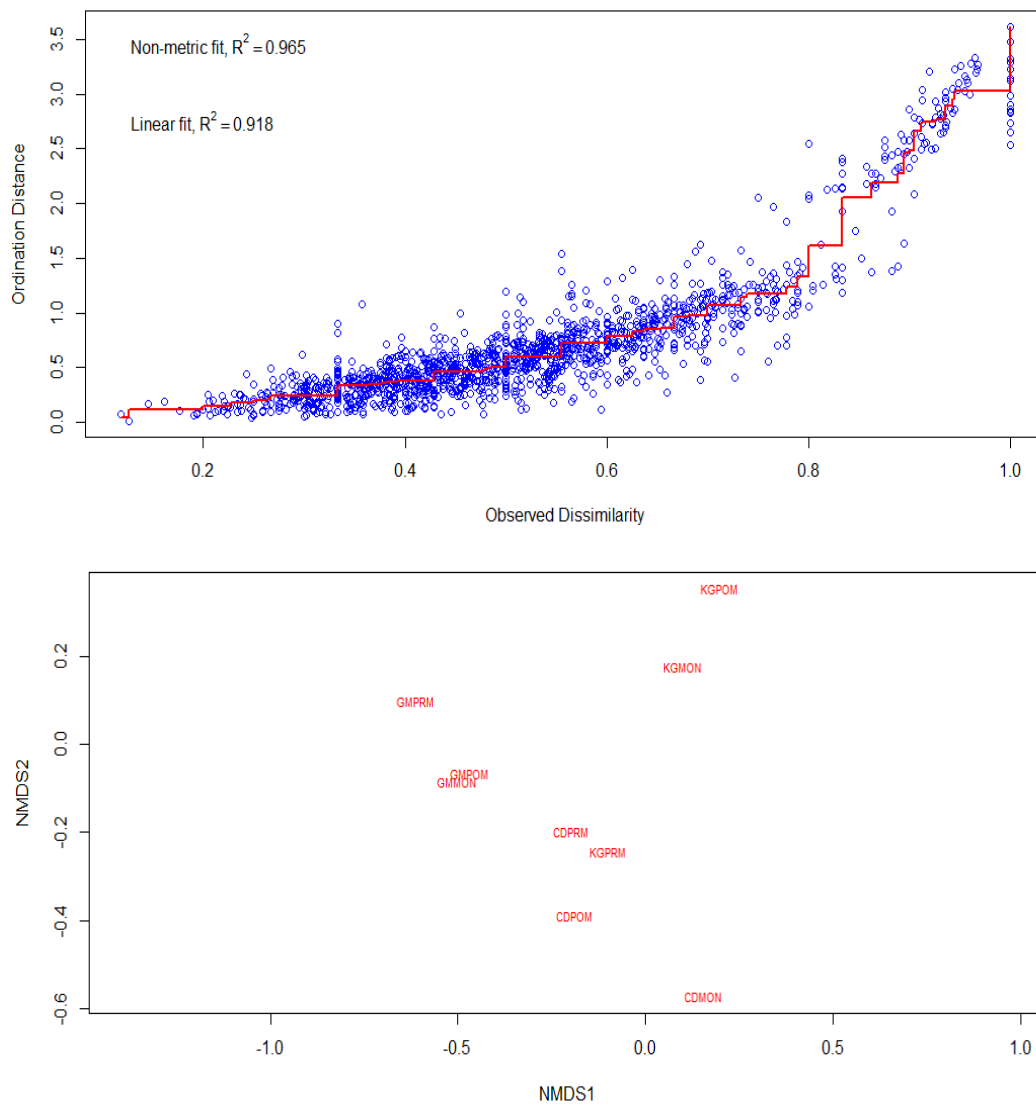 Non-metric fit, R² = 0.965
Linear fit, R² = 0.918
Ordination Distance
3.5
3.0
2.5
2.0
1.5
1.0
0.5
0.0
0.2 0.4 0.6 0.8 1.0
Observed Dissimilarity
NMDS2
0.2
0.0
-0.2
-0.4
-0.6
KGPOM
KGMON
GMPRM
GMPOM
GMMON
CDPRM
KGPRM
CDPOM
CDMON
-1.0 -0.5 0.0 0.5 1.0
NMDS1